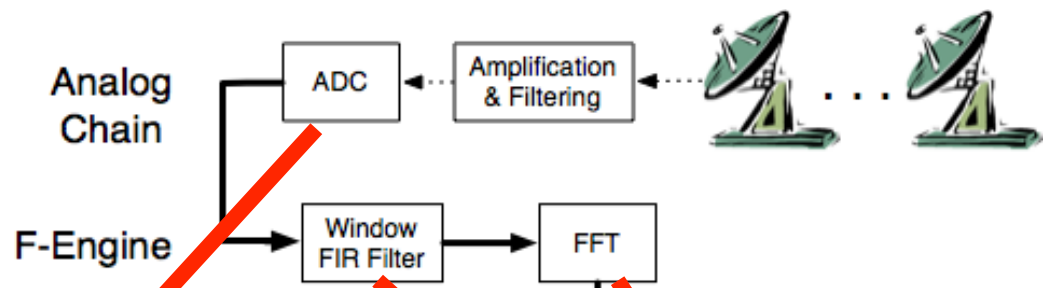 Analog
Chain
ADC
Amplification
& Filtering
. . .
F-Engine
Window
FIR Filter
FFT